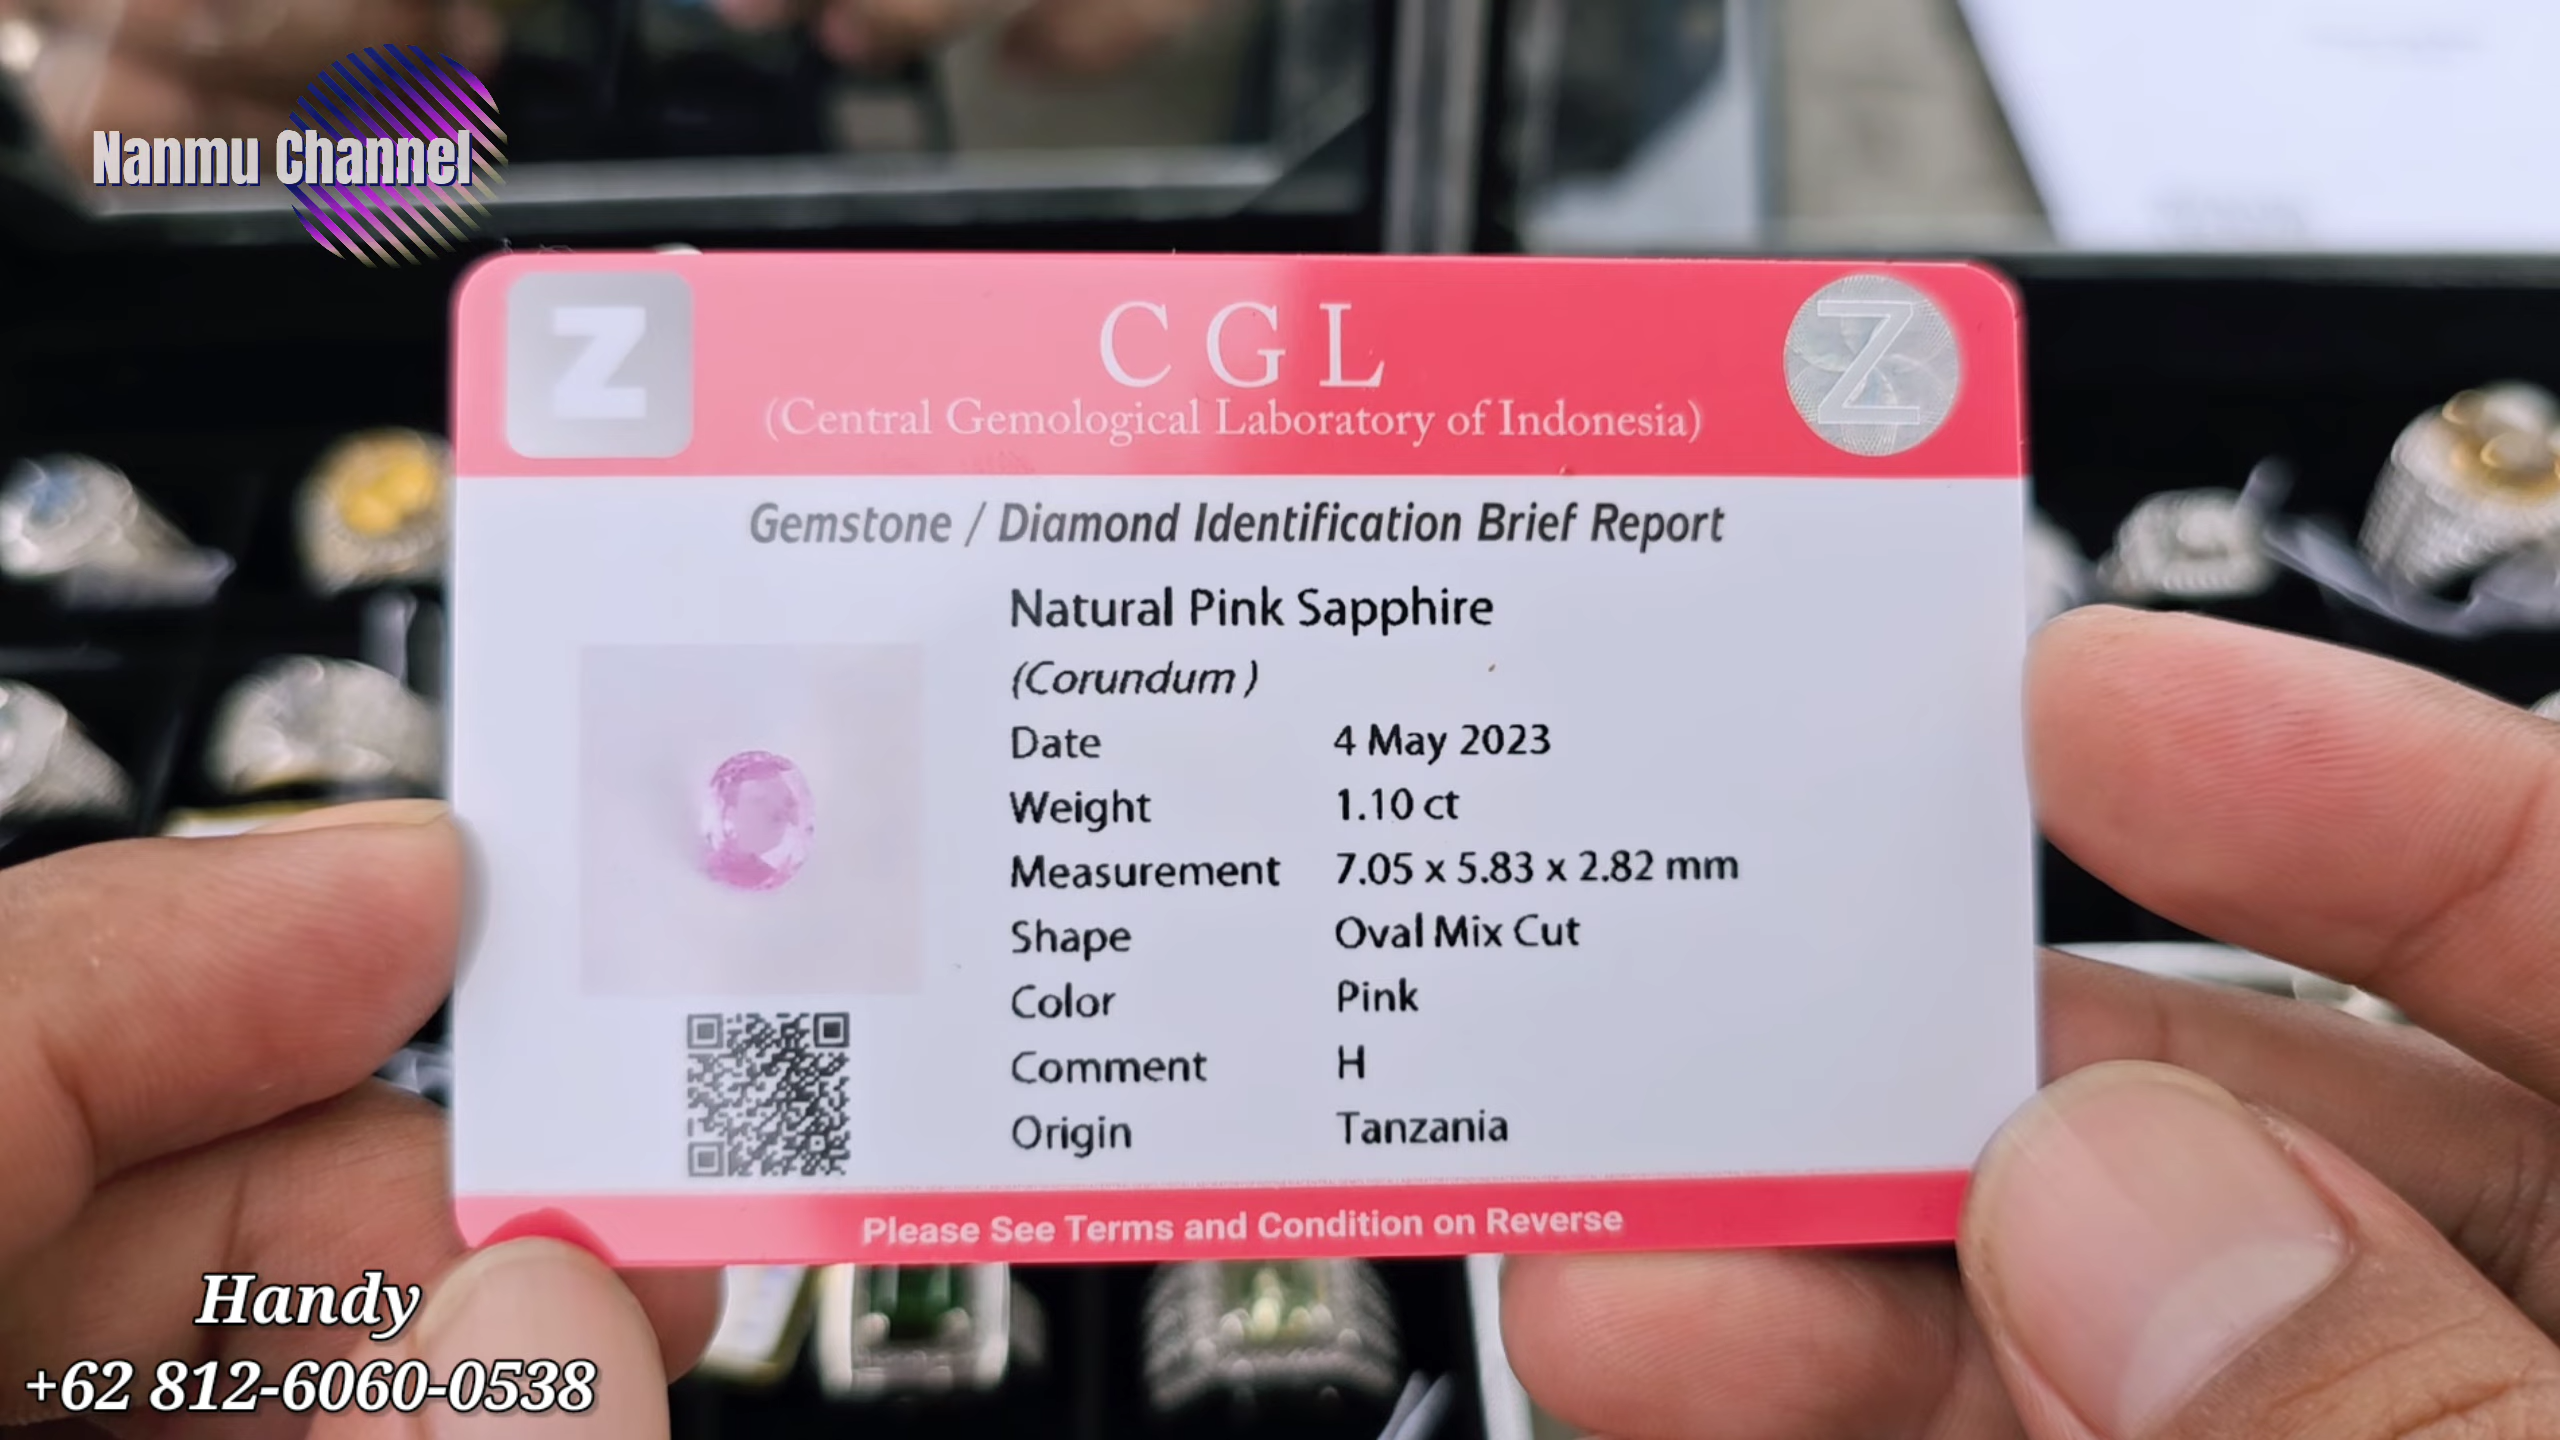 Nanmu Channel
Z
CGL
Z
(Central Gemological Laboratory of Indonesia)
Gemstone / Diamond Identification Brief Report
Natural Pink Sapphire
(Corundum )
Date 4 May 2023
Weight 1.10 ct
Measurement 7.05 x 5.83 x 2.82 mm
Shape Oval Mix Cut
Color Pink
Comment H
Origin Tanzania
Please See Terms and Condition on Reverse
Handy
+62 812-6060-0538